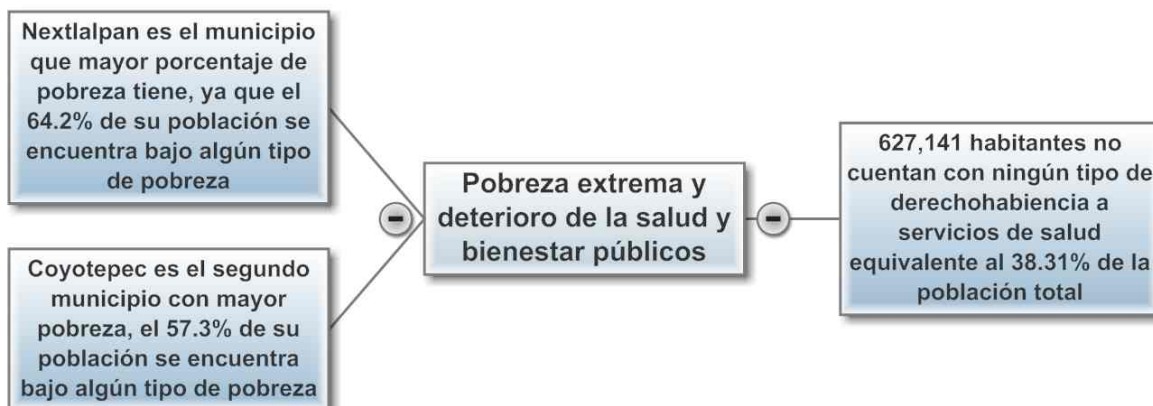 Nextlalpan es el municipio
que mayor porcentaje de
pobreza tiene, ya que el
64.2% de su población se
encuentra bajo algún tipo
de pobreza
Coyotepec es el segundo
municipio con mayor
pobreza, el 57.3% de su
población se encuentra
bajo algún tipo de pobreza
Pobreza extrema y
deterioro de la salud y
bienestar públicos
627,141 habitantes no
cuentan con ningún tipo de
derechohabiencia a
servicios de salud
equivalente al 38.31% de la
población total